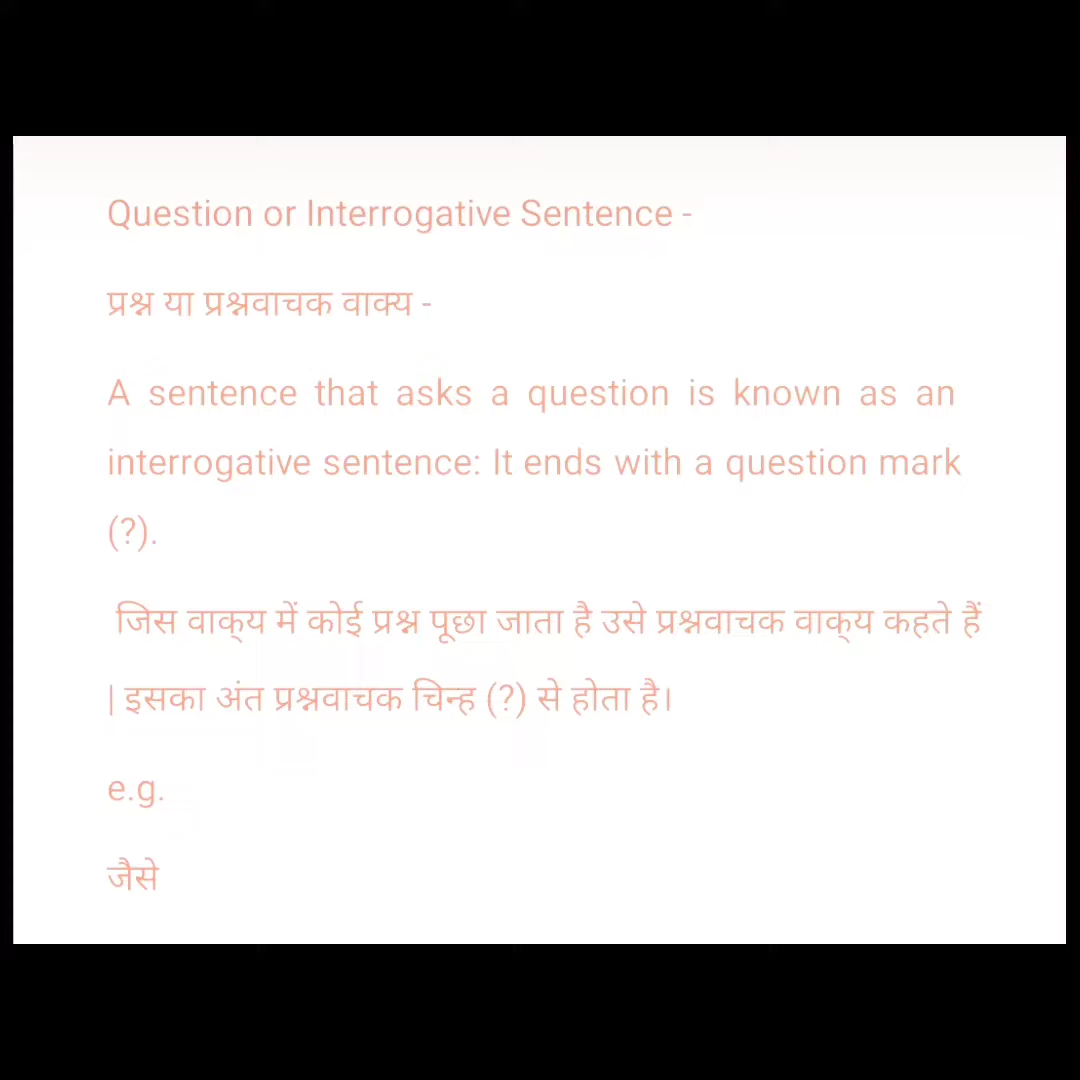 Question or Interrogative Sentence -
प्रश्न या प्रश्नवाचक वाक्य -
A sentence that asks a question is known as an
interrogative sentence: It ends with a question mark
(?).
जिस वाक्‌य में कोई प्रश्न पूछा जाता है उसे प्रश्नवाचक वाक्‌य कहते हैं
| इसका अंत प्रश्नवाचक चिन्ह (?) से होता है।
e.g.
जैसे